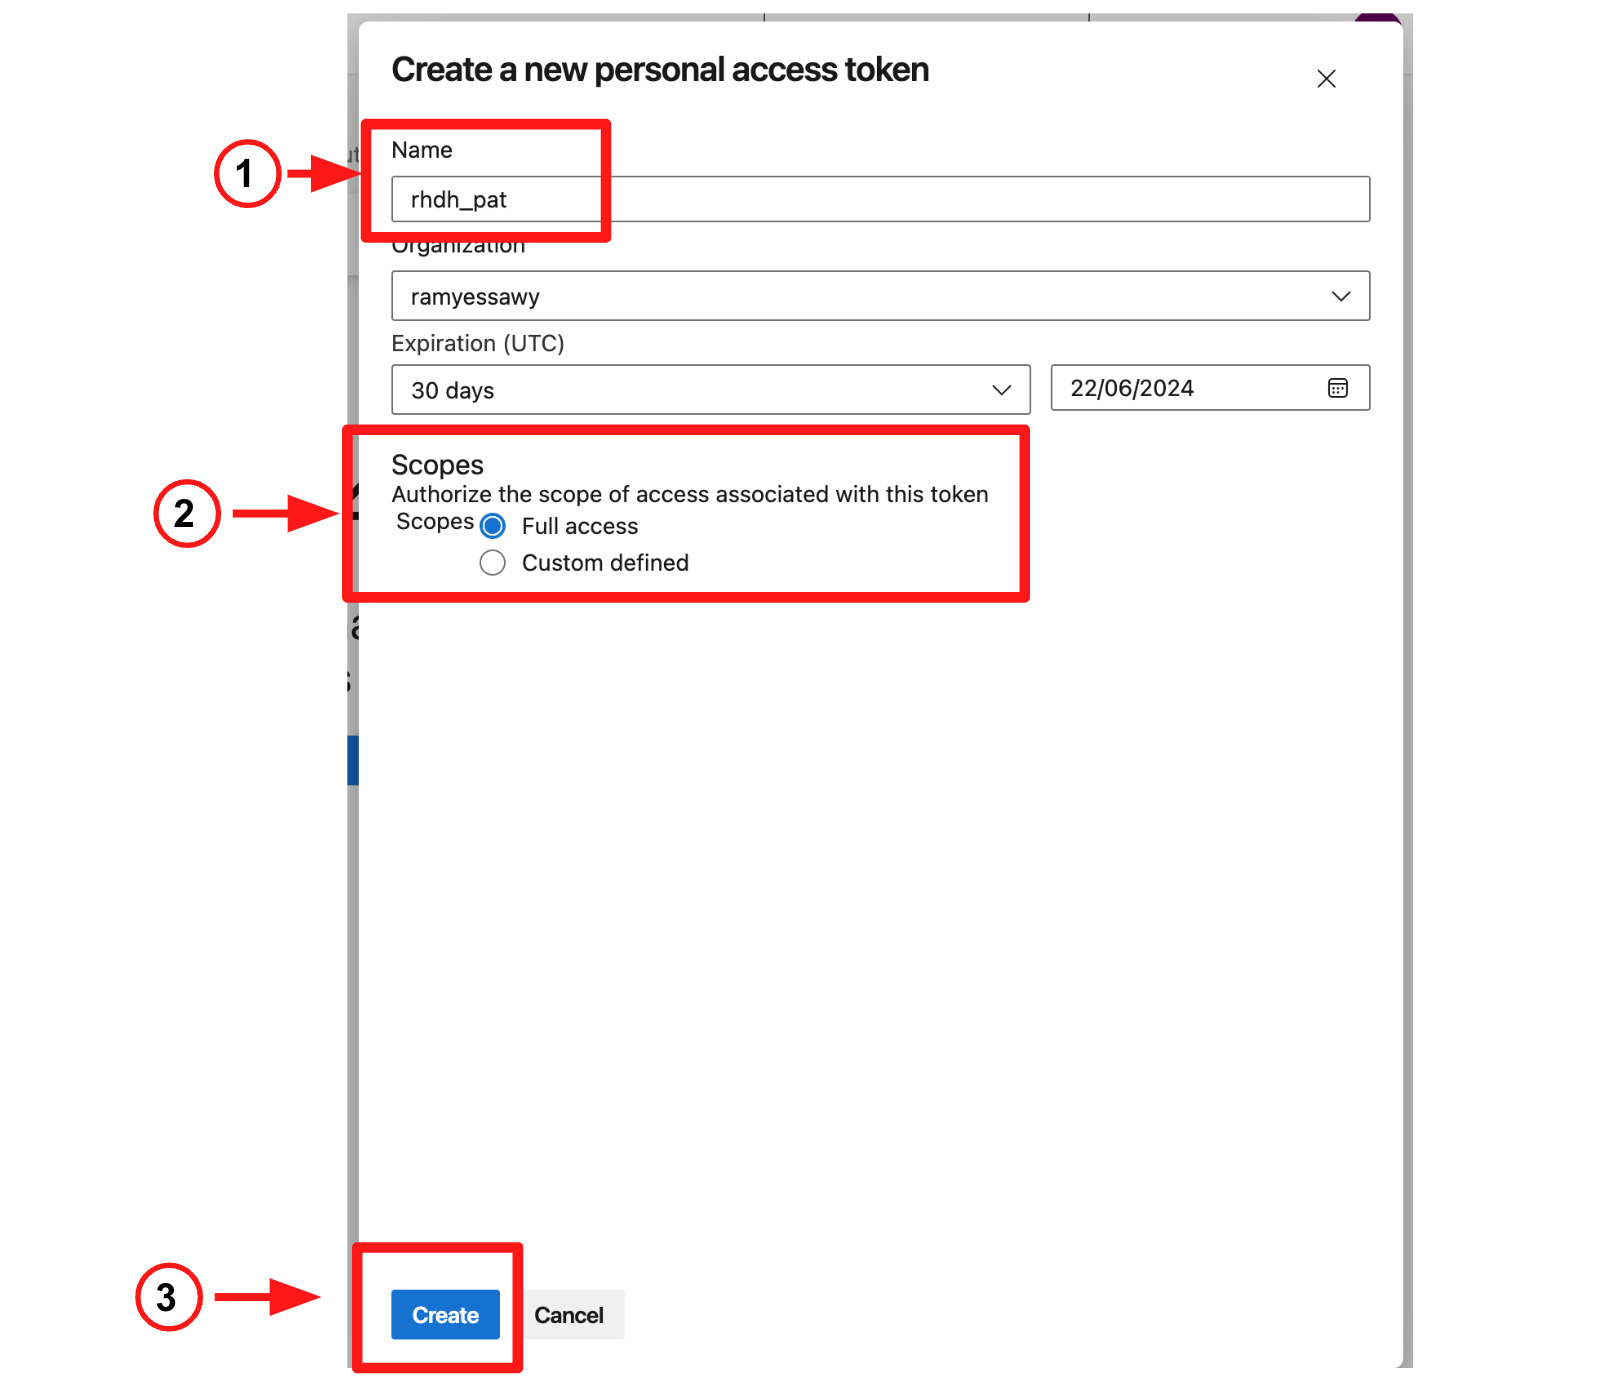 Create a new personal access token
1
Name
rhdh_pat
Organization
ramyessawy
Expiration (UTC)
30 days
22/06/2024
2
Scopes
Authorize the scope of access associated with this token
Scopes
Full access
Custom defined
3
Create
Cancel